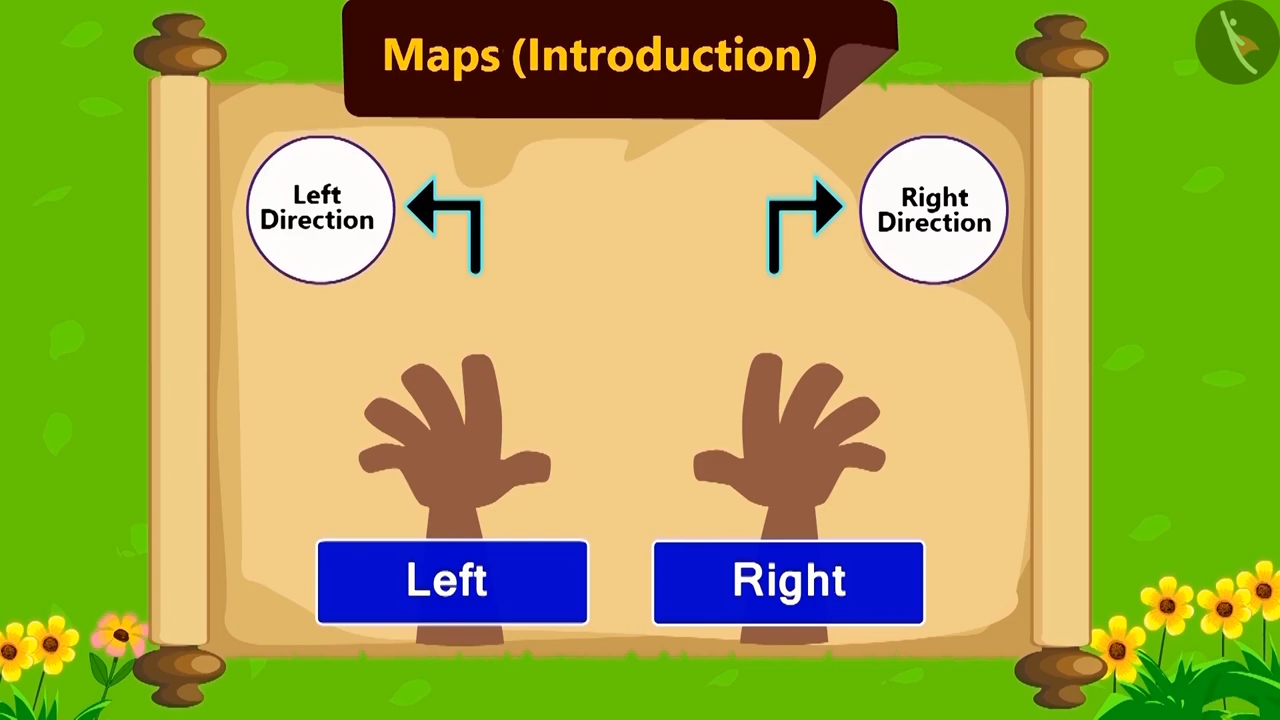 Maps (Introduction)
Left
Direction
Right
Direction
Left
Right